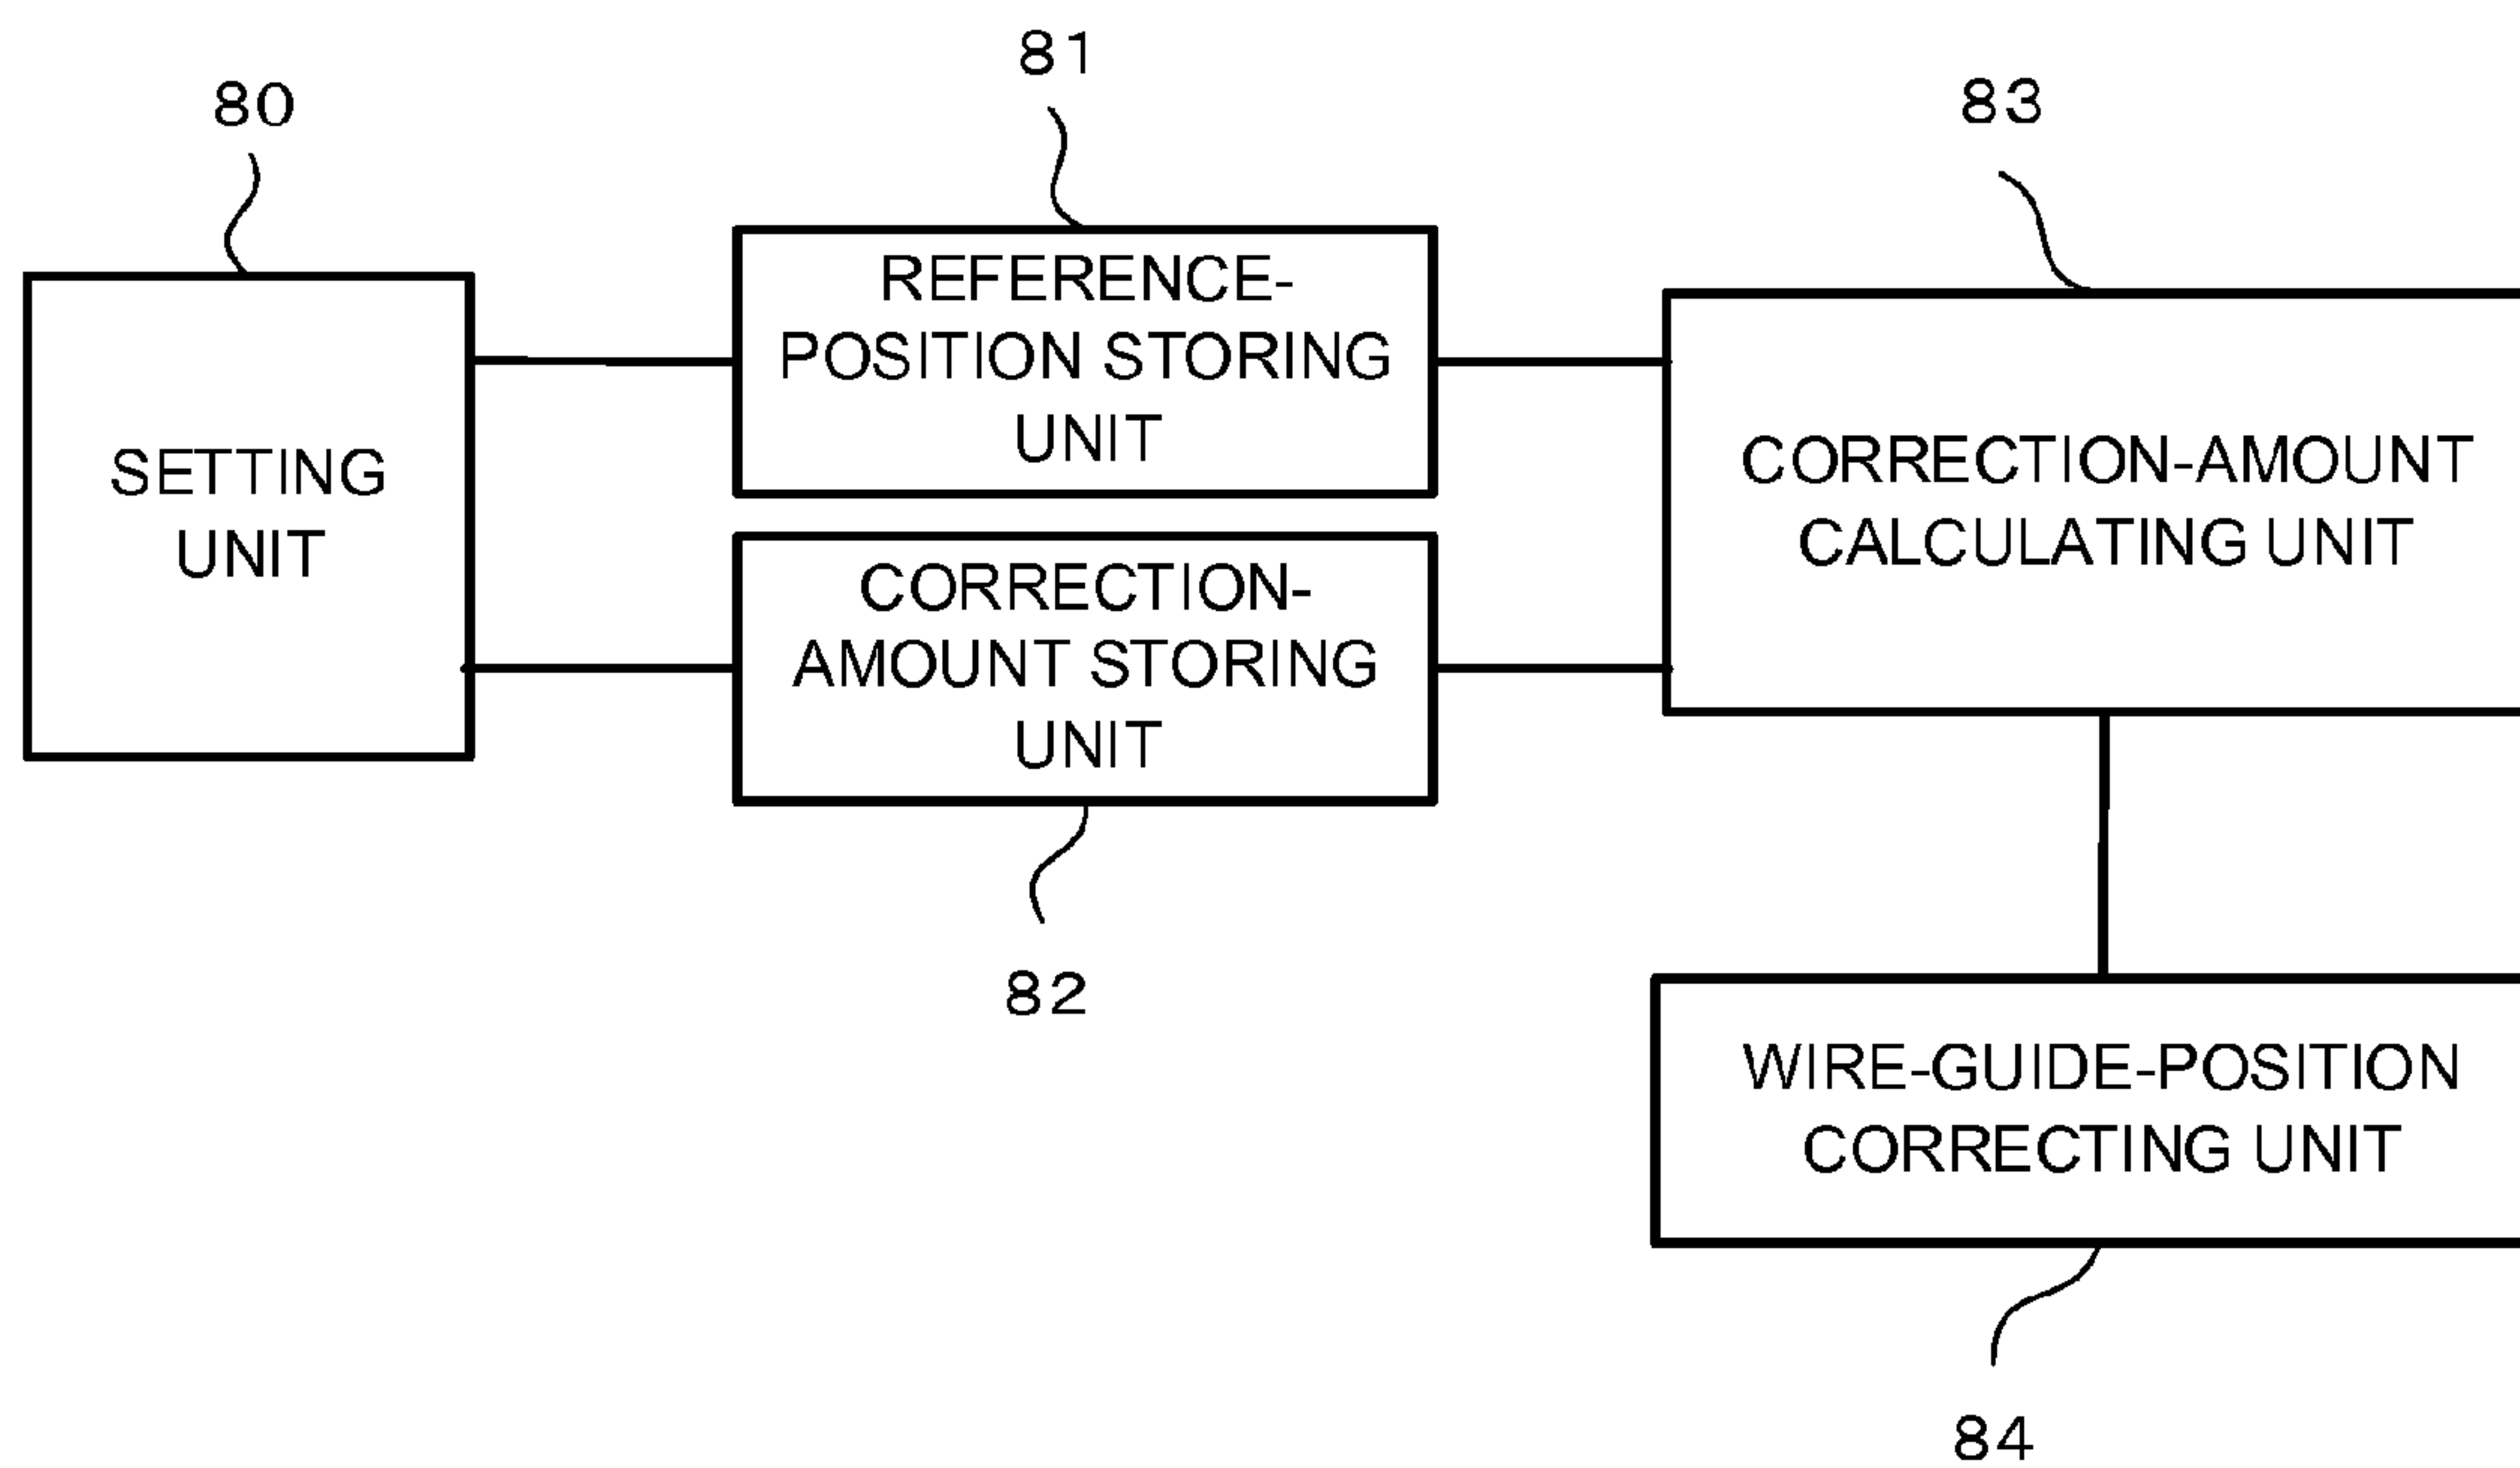 80
SETTING
UNIT
81
REFERENCE-
POSITION STORING
UNIT
CORRECTION-
AMOUNT STORING
UNIT
82
83
CORRECTION-AMOUNT
CALCULATING UNIT
WIRE-GUIDE-POSITION
CORRECTING UNIT
84